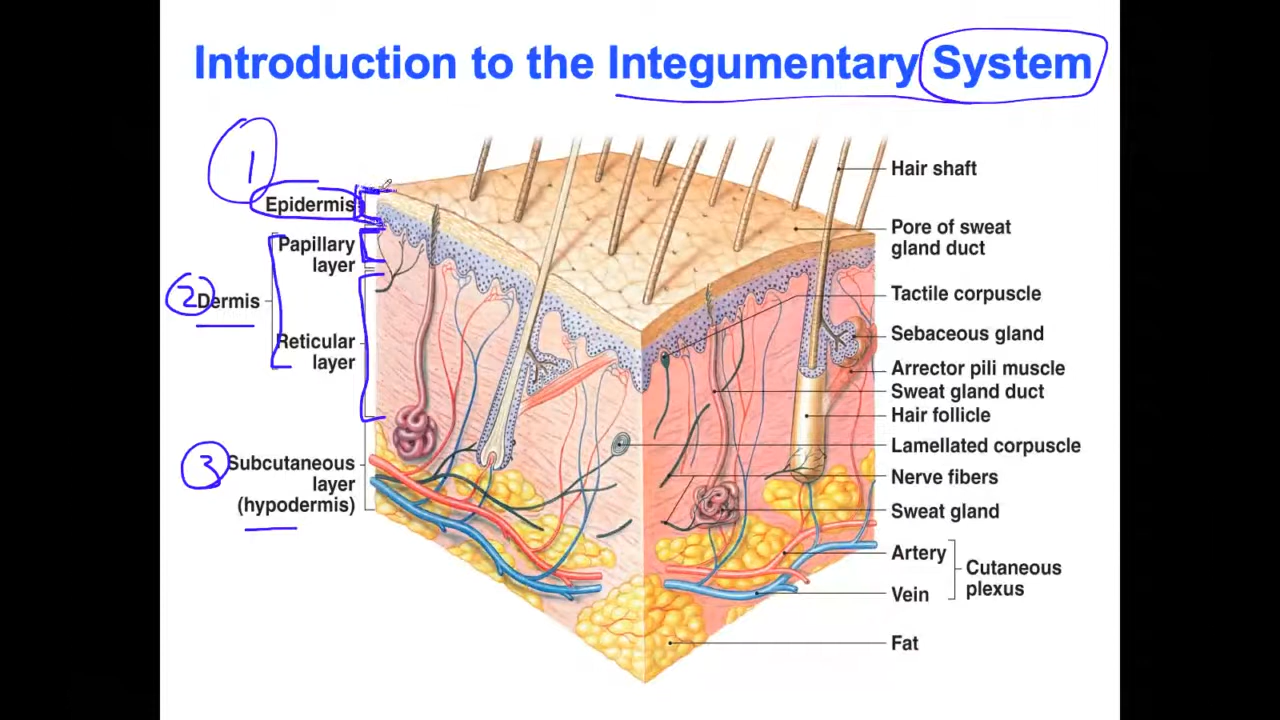 Introduction to the Integumentary System
1
Epidermis
Papillary
layer
2
Dermis
Reticular
layer
3
Subcutaneous
layer
(hypodermis)
Hair shaft
Pore of sweat
gland duct
Tactile corpuscle
Sebaceous gland
Arrector pili muscle
Sweat gland duct
Hair follicle
Lamellated corpuscle
Nerve fibers
Sweat gland
Artery
Cutaneous
plexus
Vein
Fat